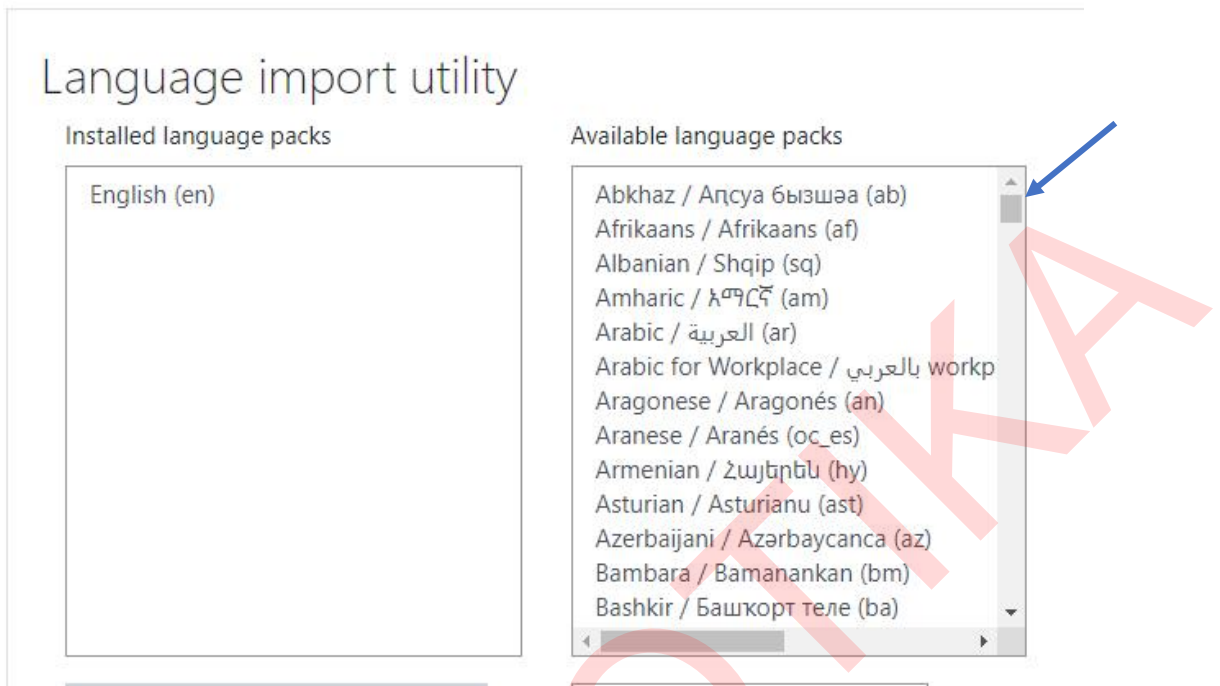 Language import utility
Installed language packs
Available language packs
English (en)
Abkhaz / Аҧсуа бызшәа (ab)
Afrikaans / Afrikaans (af)
Albanian / Shqip (sq)
Amharic / አማርኛ (am)
Arabic / العربية (ar)
Arabic for Workplace / بالعربي workp
Aragonese / Aragonés (an)
Aranese / Aranés (oc_es)
Armenian / Հայերեն (hy)
Asturian / Asturianu (ast)
Azerbaijani / Azərbaycanca (az)
Bambara / Bamanankan (bm)
Bashkir / Башҡорт теле (ba)
OTIKA